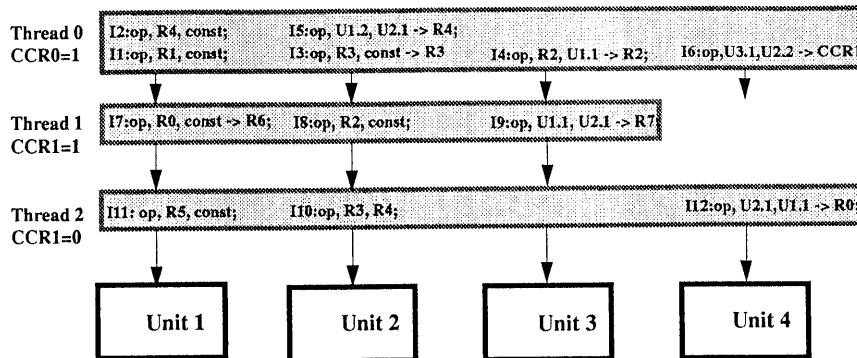 Thread 0
CCR0=1
I2:op, R4, const; I5:op, U1.2, U2.1 -> R4;
I1:op, R1, const; I3:op, R3, const -> R3 I4:op, R2, U1.1 -> R2; I6:op,U3.1,U2.2 -> CCR1
Thread 1
CCR1=1
I7:op, R0, const -> R6; I8:op, R2, const; I9:op, U1.1, U2.1 -> R7;
Thread 2
CCR1=0
I11: op, R5, const; I10:op, R3, R4; I12:op, U2.1,U1.1 -> R0;
Unit 1 Unit 2 Unit 3 Unit 4